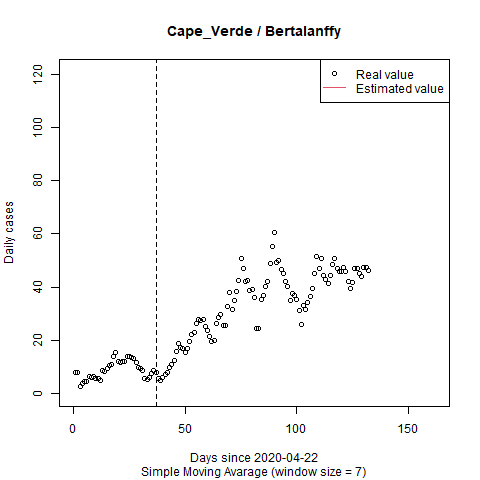 Cape_Verde / Bertalanffy
Real value
Estimated value
Daily cases
0
20
40
60
80
100
120
0
50
100
150
Days since 2020-04-22
Simple Moving Avarage (window size = 7)